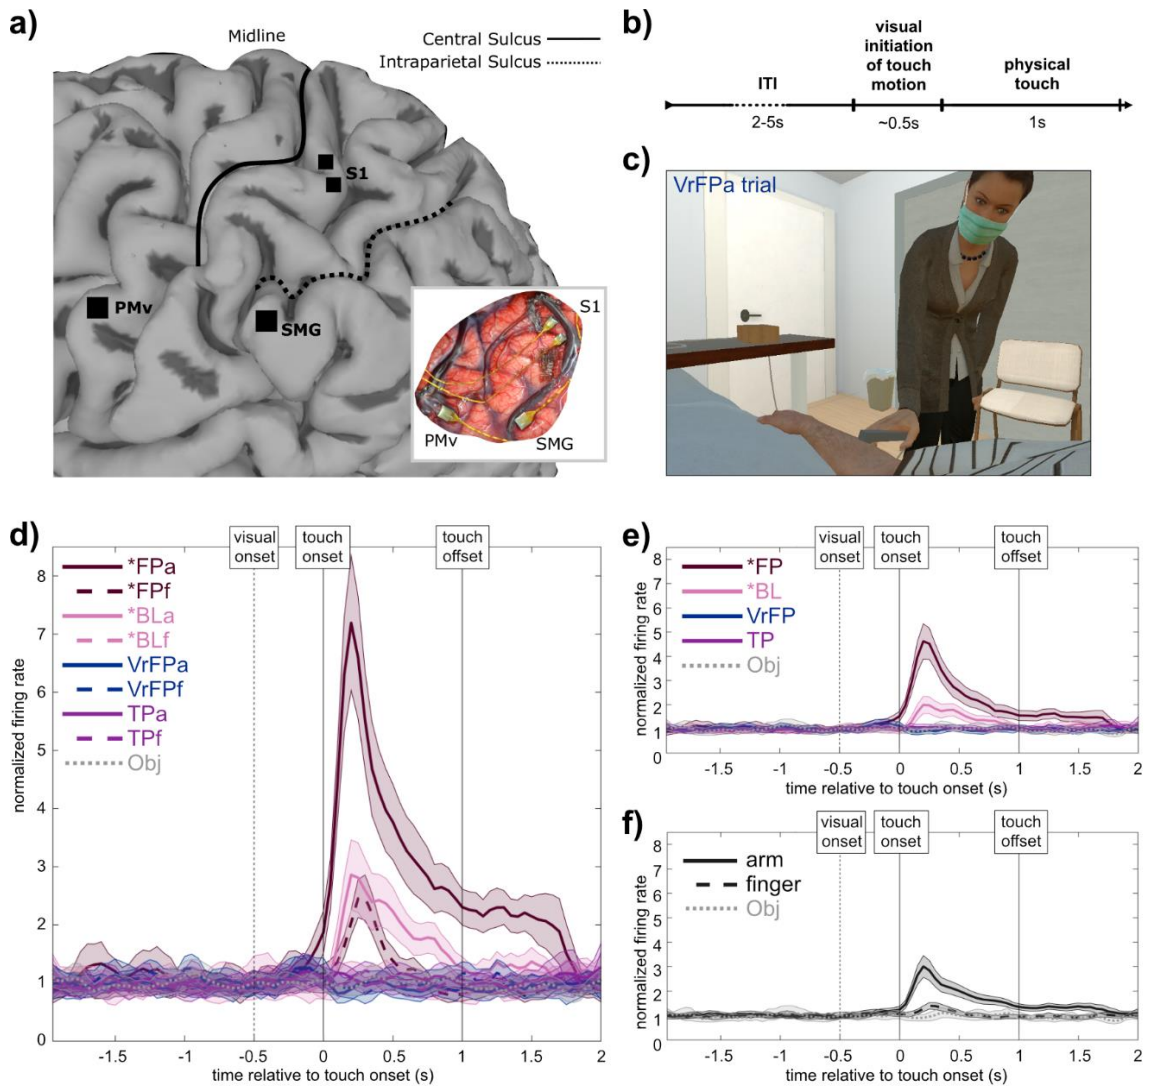 a)
Midline
Central Sulcus
Intraparietal Sulcus
S1
PMv
SMG
S1
PMv
SMG
b)
visual
initiation
of touch
motion
physical
touch
ITI
2-5s
~0.5s
1s
c)
VrFPa trial
d)
visual
onset
touch
onset
touch
offset
*FPa
*FPf
*BLa
*BLf
VrFPa
VrFPf
TPa
TPf
Obj
normalized firing rate
8
7
6
5
4
3
2
1
0
-1.5
-1
-0.5
0
0.5
1
1.5
2
time relative to touch onset (s)
e)
visual
onset
touch
onset
touch
offset
*FP
*BL
VrFP
TP
Obj
normalized firing rate
8
7
6
5
4
3
2
1
0
-1.5
-1
-0.5
0
0.5
1
1.5
2
time relative to touch onset (s)
f)
visual
onset
touch
onset
touch
offset
arm
finger
Obj
normalized firing rate
8
7
6
5
4
3
2
1
0
-1.5
-1
-0.5
0
0.5
1
1.5
2
time relative to touch onset (s)